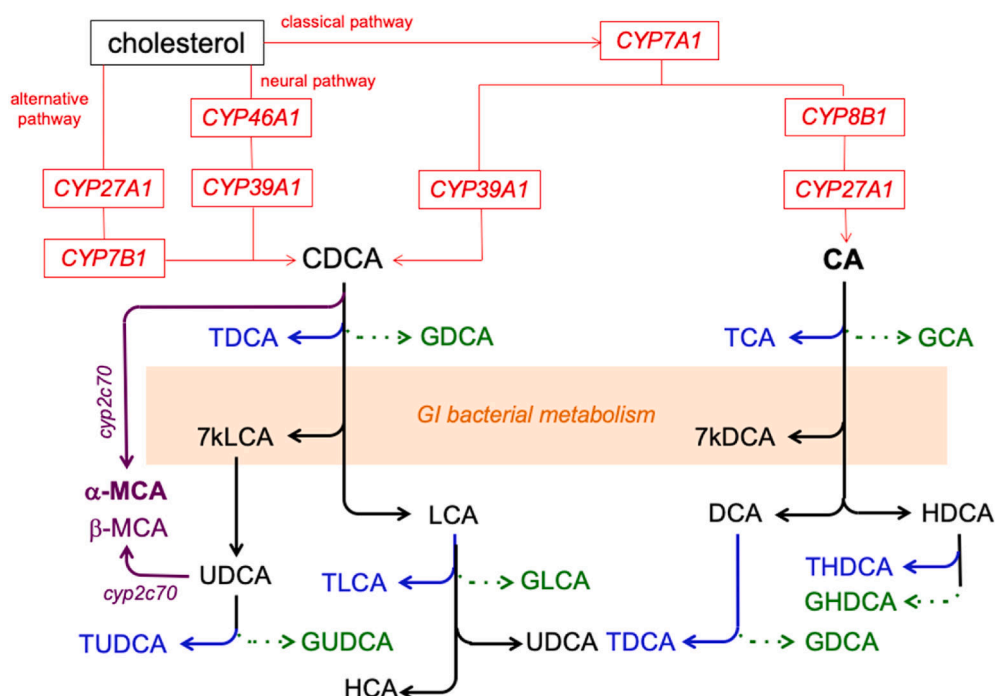 classical pathway
cholesterol
CYP7A1
alternative
pathway
neural pathway
CYP46A1
CYP8B1
CYP27A1
CYP39A1
CYP39A1
CYP27A1
CYP7B1
CDCA
CA
TDCA
GDCA
TCA
GCA
cyp2c70
GI bacterial metabolism
7kLCA
7kDCA
α-MCA
β-MCA
LCA
DCA
HDCA
UDCA
cyp2c70
TLCA
GLCA
THDCA
GHDCA
TUDCA
GUDCA
UDCA
TDCA
GDCA
HCA